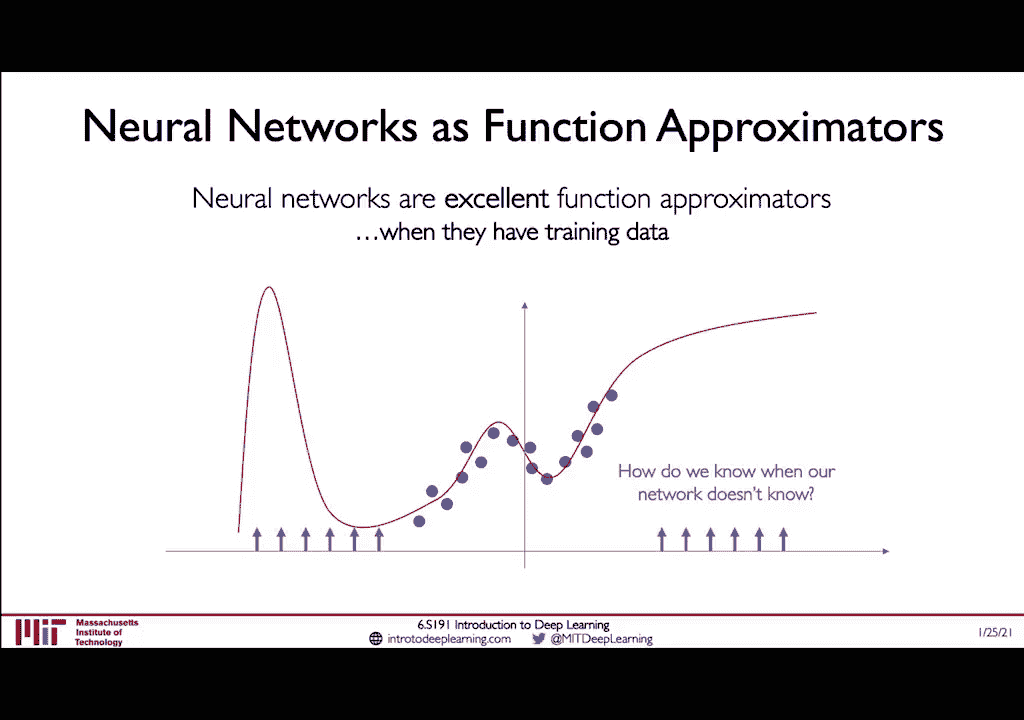 Neural Networks as Function Approximators
Neural networks are excellent function approximators
…when they have training data
How do we know when our
network doesn't know?
MIT
Massachusetts
Institute of
Technology
6.S191 Introduction to Deep Learning
introtodeeplearning.com @MITDeepLearning
1/25/21